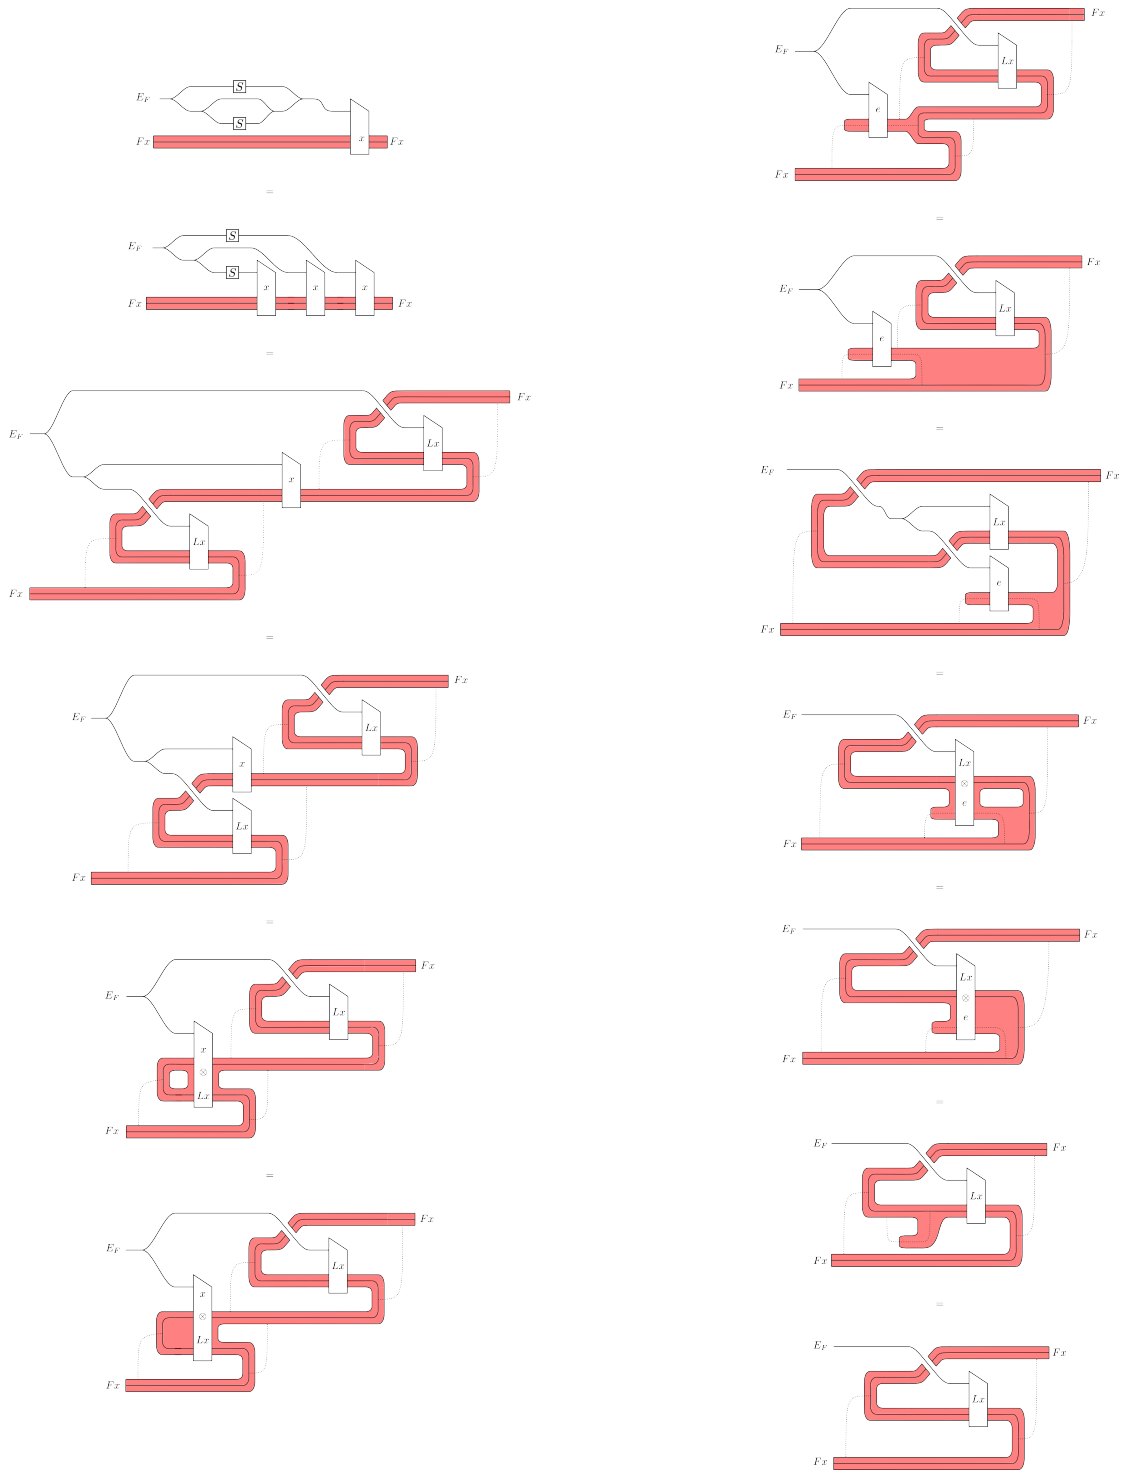 E_F S
S
Fx x Fx
=
E_F S
S x x x
Fx Fx
=
Fx
E_F Lx
x
Lx
Fx
=
Fx
E_F Lx
x
Lx
Fx
=
Fx
E_F Lx
x
⊗
Lx
Fx
=
Fx
E_F Lx
x
⊗
Lx
Fx
Fx
E_F Lx
e
Fx
=
Fx
E_F Lx
e
Fx
=
E_F Fx
Lx
e
Fx
=
E_F Fx
Lx
⊗
e
Fx
=
E_F Fx
Lx
⊗
e
Fx
=
E_F Fx
Lx
Fx
=
E_F Fx
Lx
Fx